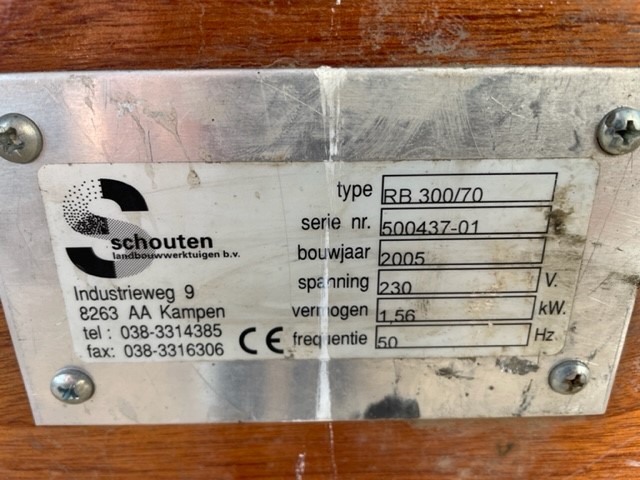 schouten
landbouwwerktuigen b.v.
Industrieweg 9
8263 AA Kampen
tel : 038-3314385
fax: 038-3316306
CE
type RB 300/70
serie nr. 500437-01
bouwjaar 2005
spanning 230 V.
vermogen 1,56 kW.
frequentie 50 Hz